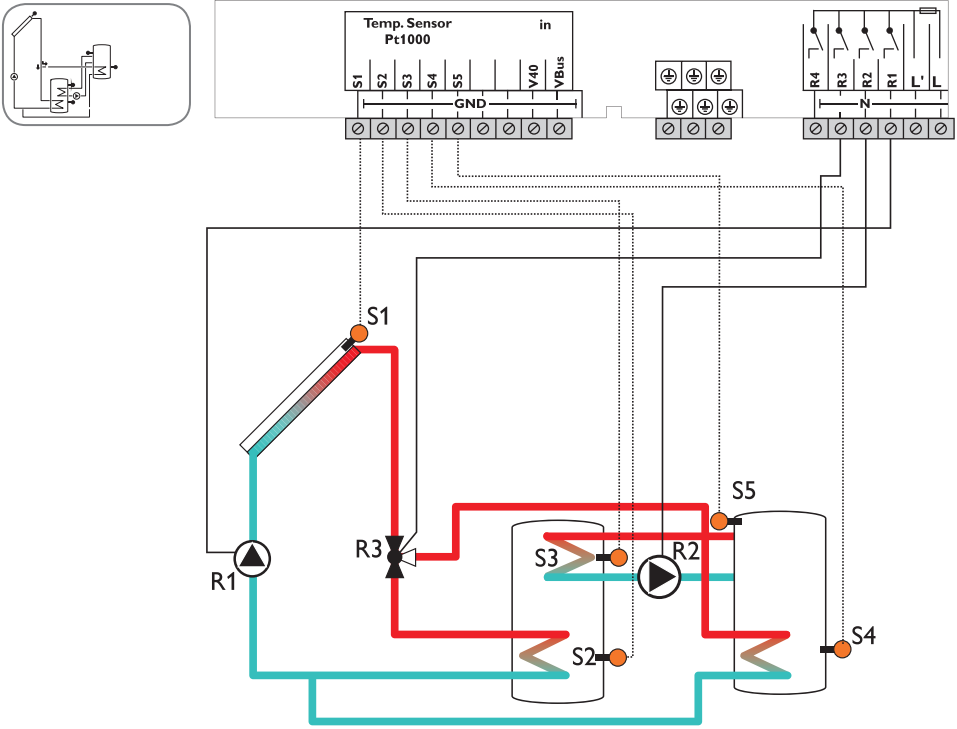 Temp. Sensor in
Pt1000
S1 S2 S3 S4 S5 V40 VBus
GND
R4 R3 R2 R1 L' L
N
S1
S5
R3
S3
R2
R1
S2
S4